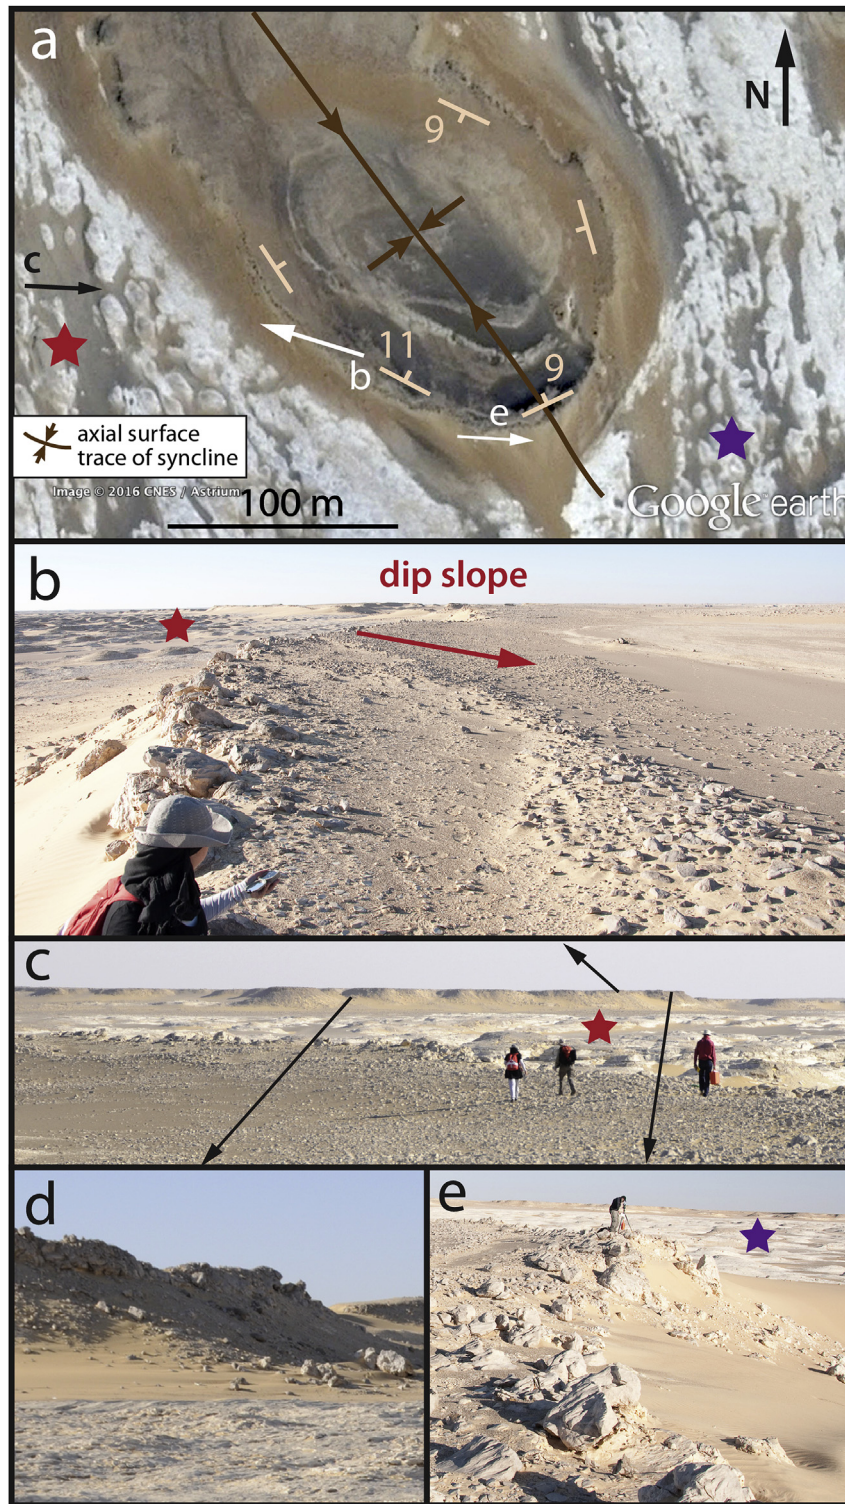 a
N
9
c
11
b
9
e
axial surface
trace of syncline
Image © 2016 CNES / Astrium
100 m
Google earth
b
dip slope
c
d
e